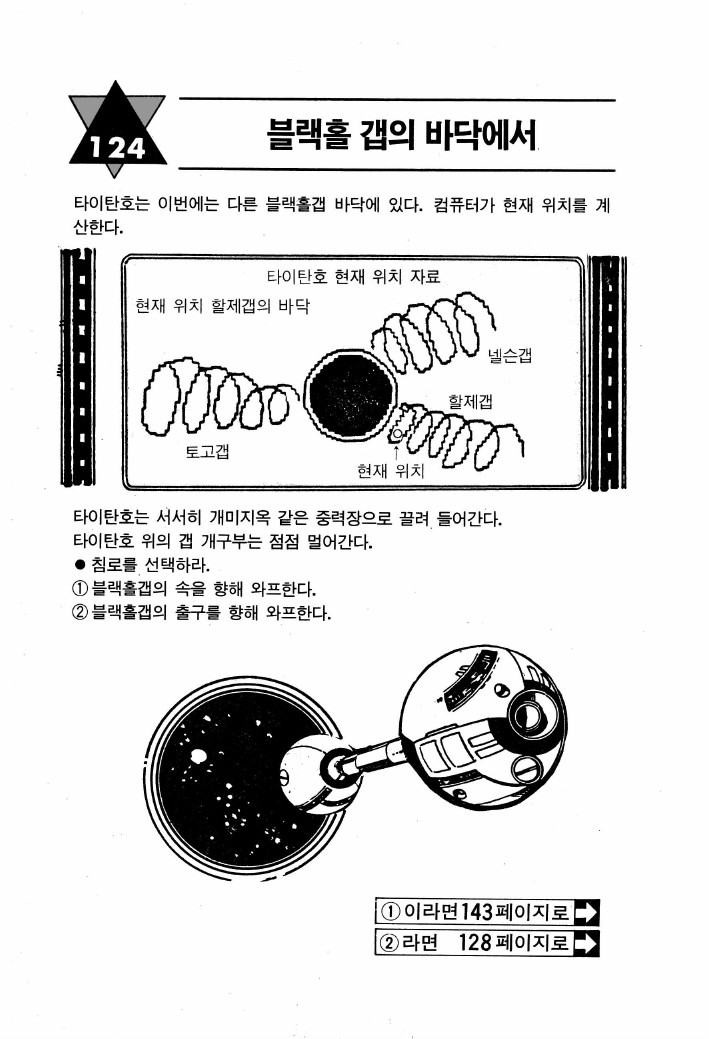 124
블랙홀 갭의 바닥에서
타이탄호는 이번에는 다른 블랙홀갭 바닥에 있다. 컴퓨터가 현재 위치를 계
산한다.
타이탄호 현재 위치 자료
현재 위치 할제갭의 바닥
넬슨갭
할제갭
토고갭
↑
현재 위치
타이탄호는 서서히 개미지옥 같은 중력장으로 끌려 들어간다.
타이탄호 위의 갭 개구부는 점점 멀어간다.
● 침로를 선택하라.
① 블랙홀갭의 속을 향해 와프한다.
② 블랙홀갭의 출구를 향해 와프한다.
① 이라면 143 페이지로
② 라면 128 페이지로